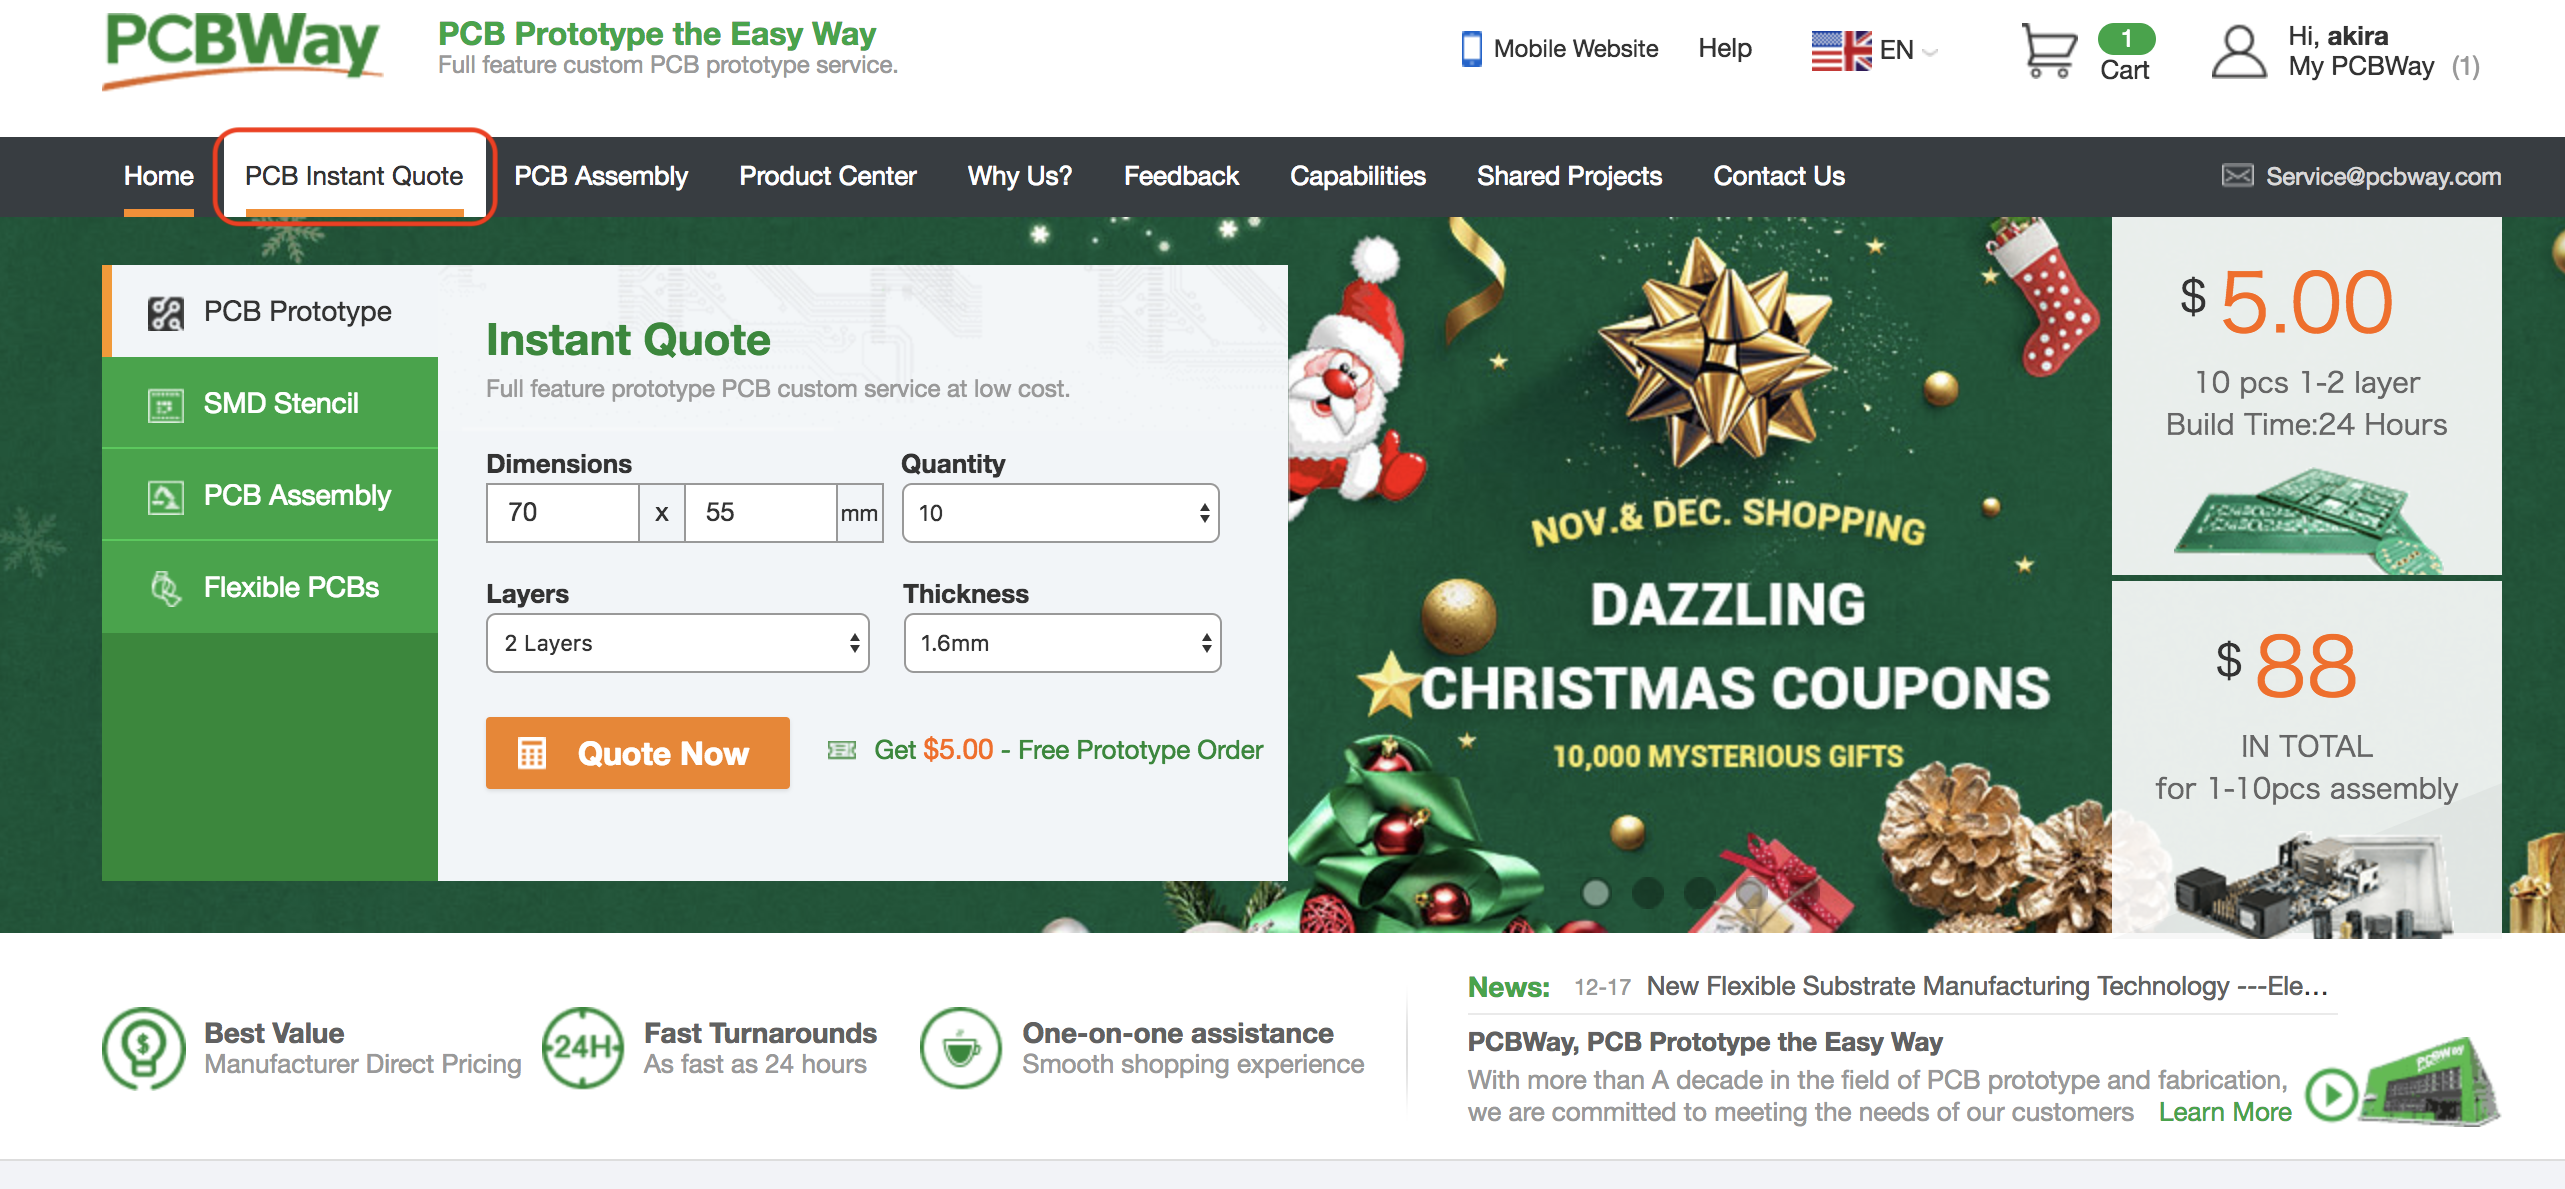 PCBWay
PCB Prototype the Easy Way
Full feature custom PCB prototype service.
Mobile Website
Help
EN
1
Cart
Hi, akira
My PCBWay (1)
Home
PCB Instant Quote
PCB Assembly
Product Center
Why Us?
Feedback
Capabilities
Shared Projects
Contact Us
Service@pcbway.com
PCB Prototype
SMD Stencil
PCB Assembly
Flexible PCBs
Instant Quote
Full feature prototype PCB custom service at low cost.
Dimensions
Quantity
70 x 55 mm
10
Layers
Thickness
2 Layers
1.6mm
Quote Now
Get $5.00 - Free Prototype Order
NOV.& DEC. SHOPPING
DAZZLING
CHRISTMAS COUPONS
10,000 MYSTERIOUS GIFTS
$ 5.00
10 pcs 1-2 layer
Build Time:24 Hours
$ 88
IN TOTAL
for 1-10pcs assembly
Best Value
Manufacturer Direct Pricing
24H
Fast Turnarounds
As fast as 24 hours
One-on-one assistance
Smooth shopping experience
News: 12-17 New Flexible Substrate Manufacturing Technology ---Ele...
PCBWay, PCB Prototype the Easy Way
With more than A decade in the field of PCB prototype and fabrication,
we are committed to meeting the needs of our customers Learn More
PCBWay